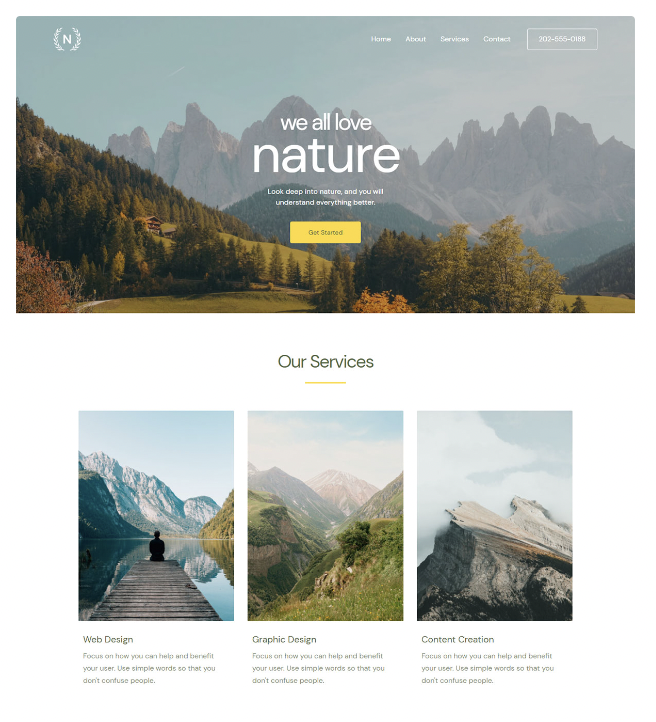 N
Home About Services Contact 202-555-0188
we all love
nature
Look deep into nature, and you will
understand everything better.
Get Started
Our Services
Web Design
Focus on how you can help and benefit
your user. Use simple words so that you
don't confuse people.
Graphic Design
Focus on how you can help and benefit
your user. Use simple words so that you
don't confuse people.
Content Creation
Focus on how you can help and benefit
your user. Use simple words so that you
don't confuse people.